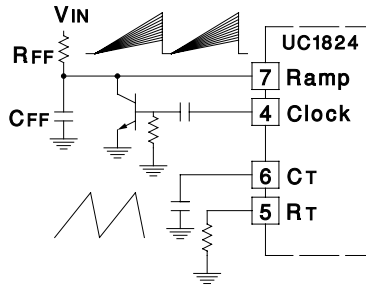 VIN
RFF
UC1824
7 Ramp
CFF
4 Clock
6 CT
5 RT